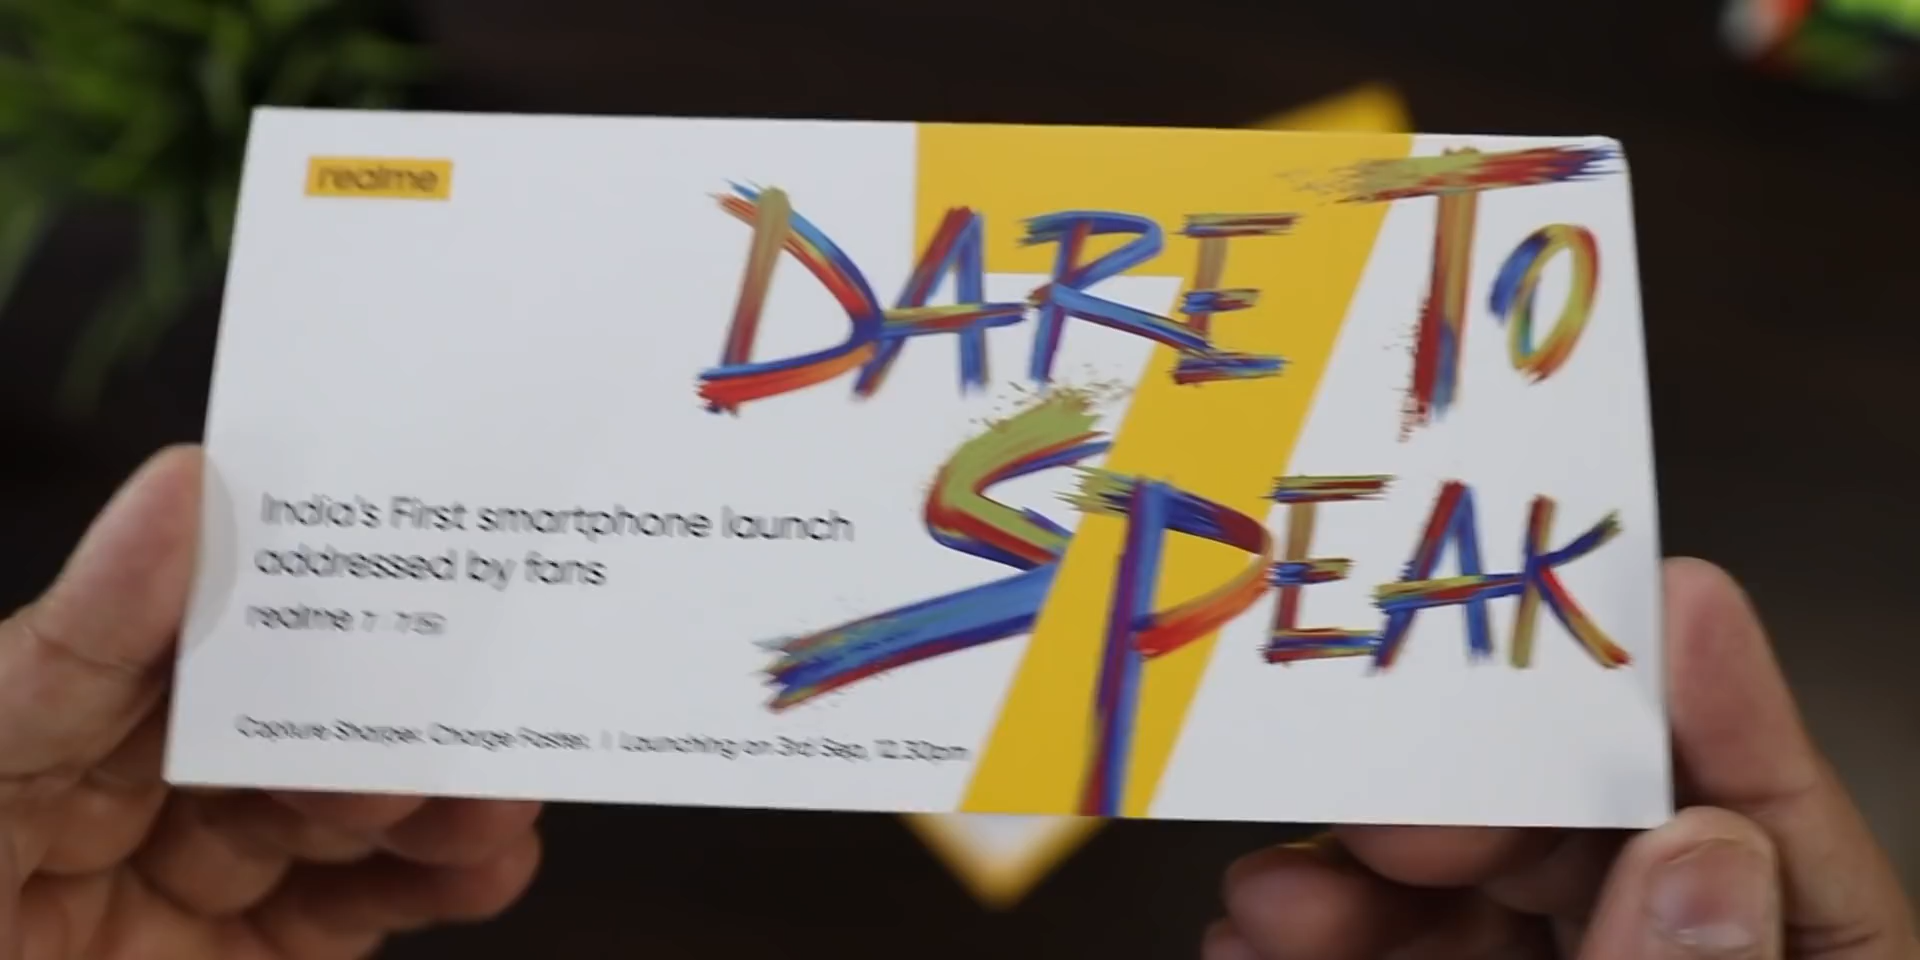 realme
DARE TO
SPEAK
India's First smartphone launch
addressed by fans
realme 7
Capture Sharper. Charge Faster. | Launching on 3rd Sep, 12.30pm